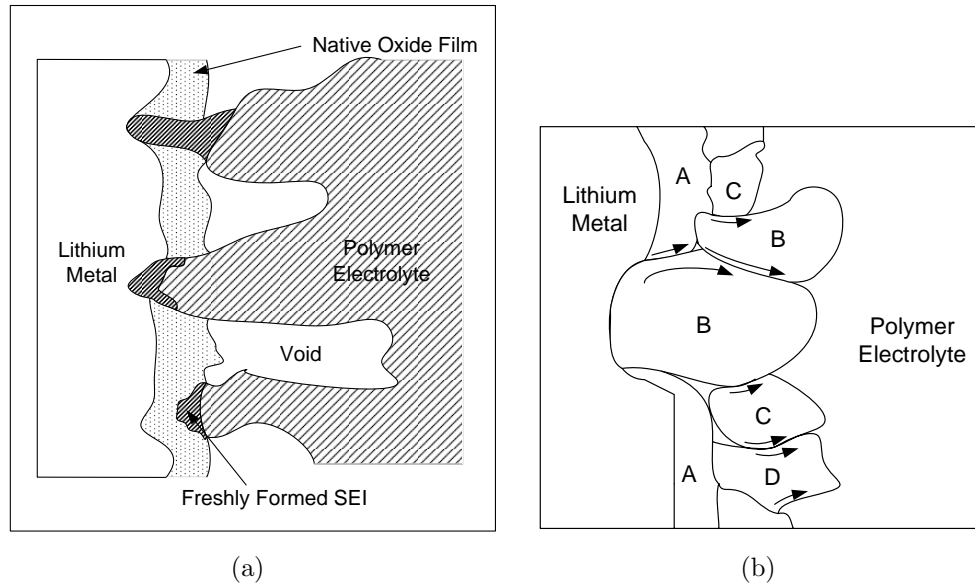 Native Oxide Film
Lithium
Metal
Polymer
Electrolyte
Void
Freshly Formed SEI
(a)
Lithium
Metal
A
C
B
B
Polymer
Electrolyte
C
A
D
(b)